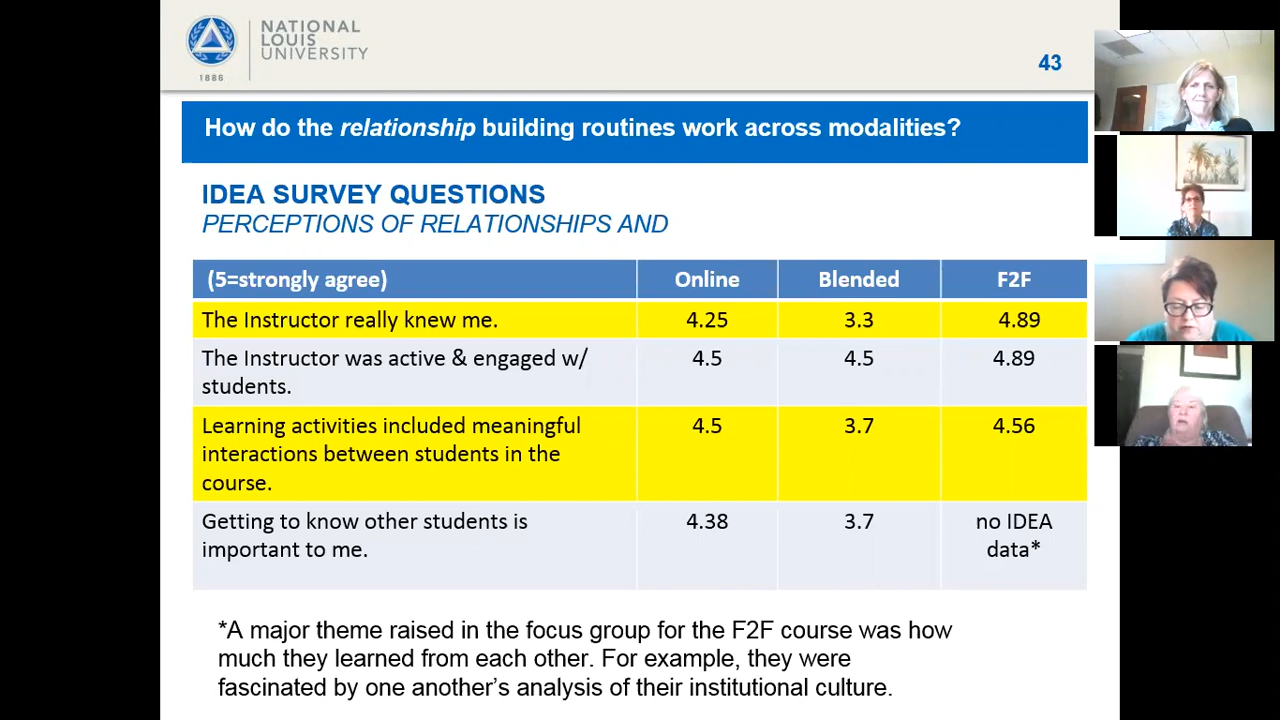 NATIONAL
LOUIS
UNIVERSITY
1886
43
How do the relationship building routines work across modalities?
IDEA SURVEY QUESTIONS
PERCEPTIONS OF RELATIONSHIPS AND
(5=strongly agree) Online Blended F2F
The Instructor really knew me. 4.25 3.3 4.89
The Instructor was active & engaged w/ 4.5 4.5 4.89
students.
Learning activities included meaningful 4.5 3.7 4.56
interactions between students in the
course.
Getting to know other students is 4.38 3.7 no IDEA
important to me. data*
*A major theme raised in the focus group for the F2F course was how
much they learned from each other. For example, they were
fascinated by one another’s analysis of their institutional culture.